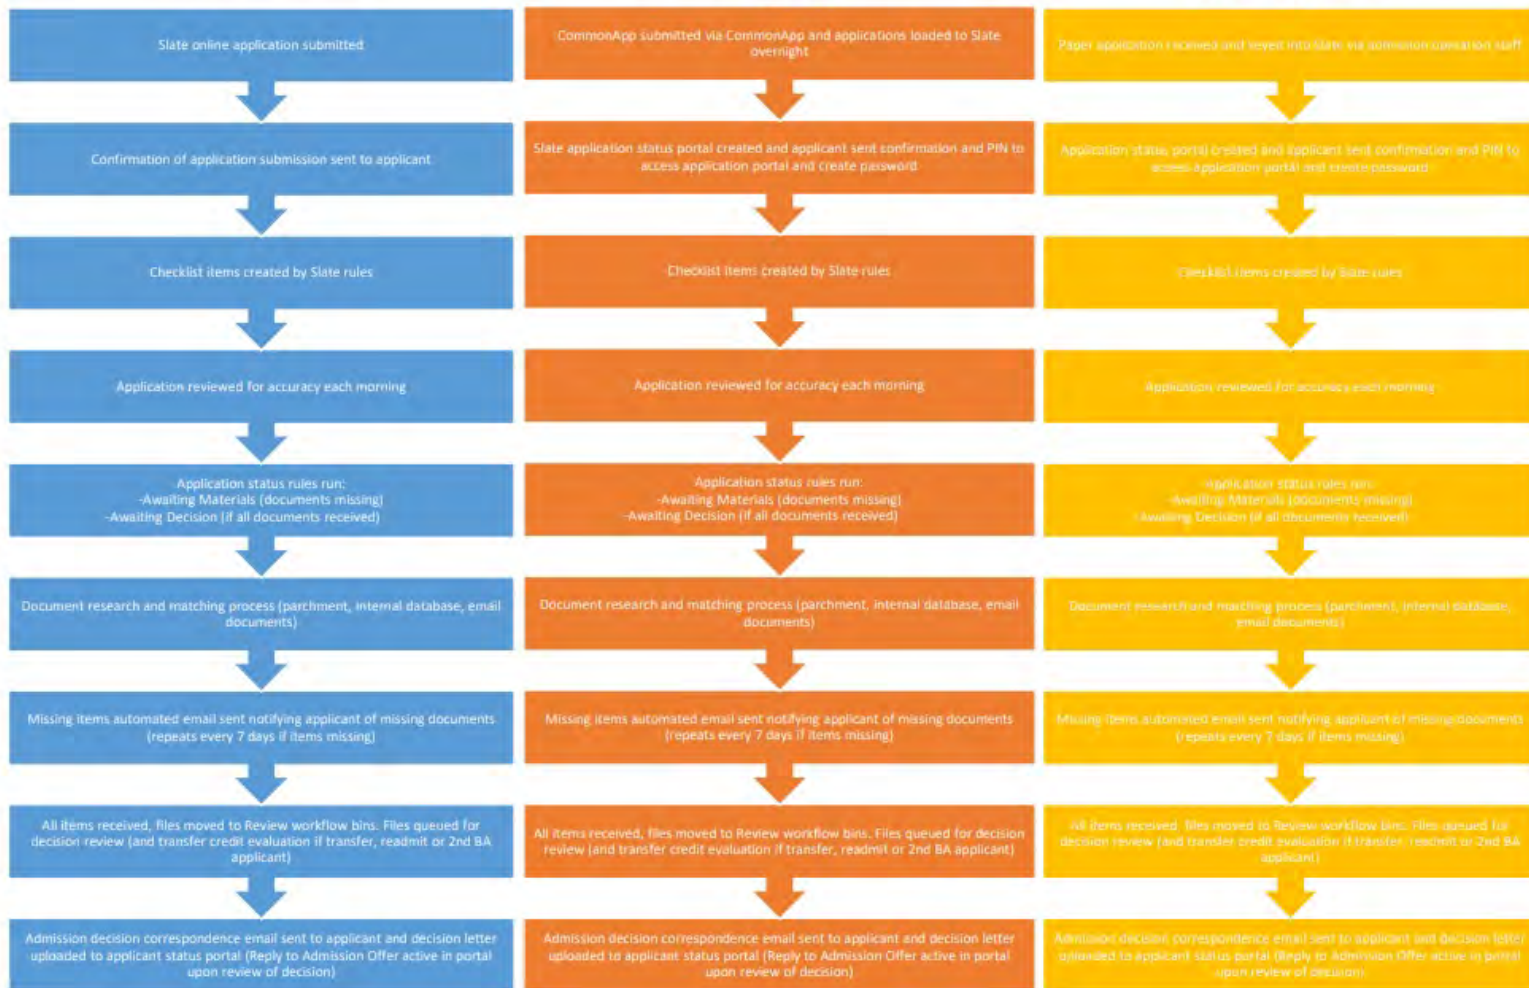 Slate online application submitted
Confirmation of application submission sent to applicant
Checklist items created by Slate rules
Application reviewed for accuracy each morning
Application status rules run:
-Awaiting Materials (documents missing)
-Awaiting Decision (if all documents received)
Document research and matching process (parchment, internal database, email
documents)
Missing items automated email sent notifying applicant of missing documents
(repeats every 7 days if items missing)
All items received, files moved to Review workflow bins. Files queued for
decision review (and transfer credit evaluation if transfer, readmit or 2nd BA
applicant)
Admission decision correspondence email sent to applicant and decision letter
uploaded to applicant status portal (Reply to Admission Offer active in portal
upon review of decision)
CommonApp submitted via CommonApp and applications loaded to Slate
overnight
Slate application status portal created and applicant sent confirmation and PIN to
access application portal and create password
Checklist items created by Slate rules
Application reviewed for accuracy each morning
Application status rules run:
-Awaiting Materials (documents missing)
-Awaiting Decision (if all documents received)
Document research and matching process (parchment, internal database, email
documents)
Missing items automated email sent notifying applicant of missing documents
(repeats every 7 days if items missing)
All items received, files moved to Review workflow bins. Files queued for decision
review (and transfer credit evaluation if transfer, readmit or 2nd BA applicant)
Admission decision correspondence email sent to applicant and decision letter
uploaded to applicant status portal (Reply to Admission Offer active in portal
upon review of decision)
Paper application received and keyed into Slate via admission operation staff
Application status portal created and applicant sent confirmation and PIN to
access application portal and create password
Checklist items created by Slate rules
Application reviewed for accuracy each morning
Application status rules run:
-Awaiting Materials (documents missing)
-Awaiting Decision (if all documents received)
Document research and matching process (parchment, internal database,
email documents)
Missing items automated email sent notifying applicant of missing documents
(repeats every 7 days if items missing)
All items received, files moved to Review workflow bins. Files queued for
decision review (and transfer credit evaluation if transfer, readmit or 2nd BA
applicant)
Admission decision correspondence email sent to applicant and decision letter
uploaded to applicant status portal (Reply to Admission Offer active in portal
upon review of decision)